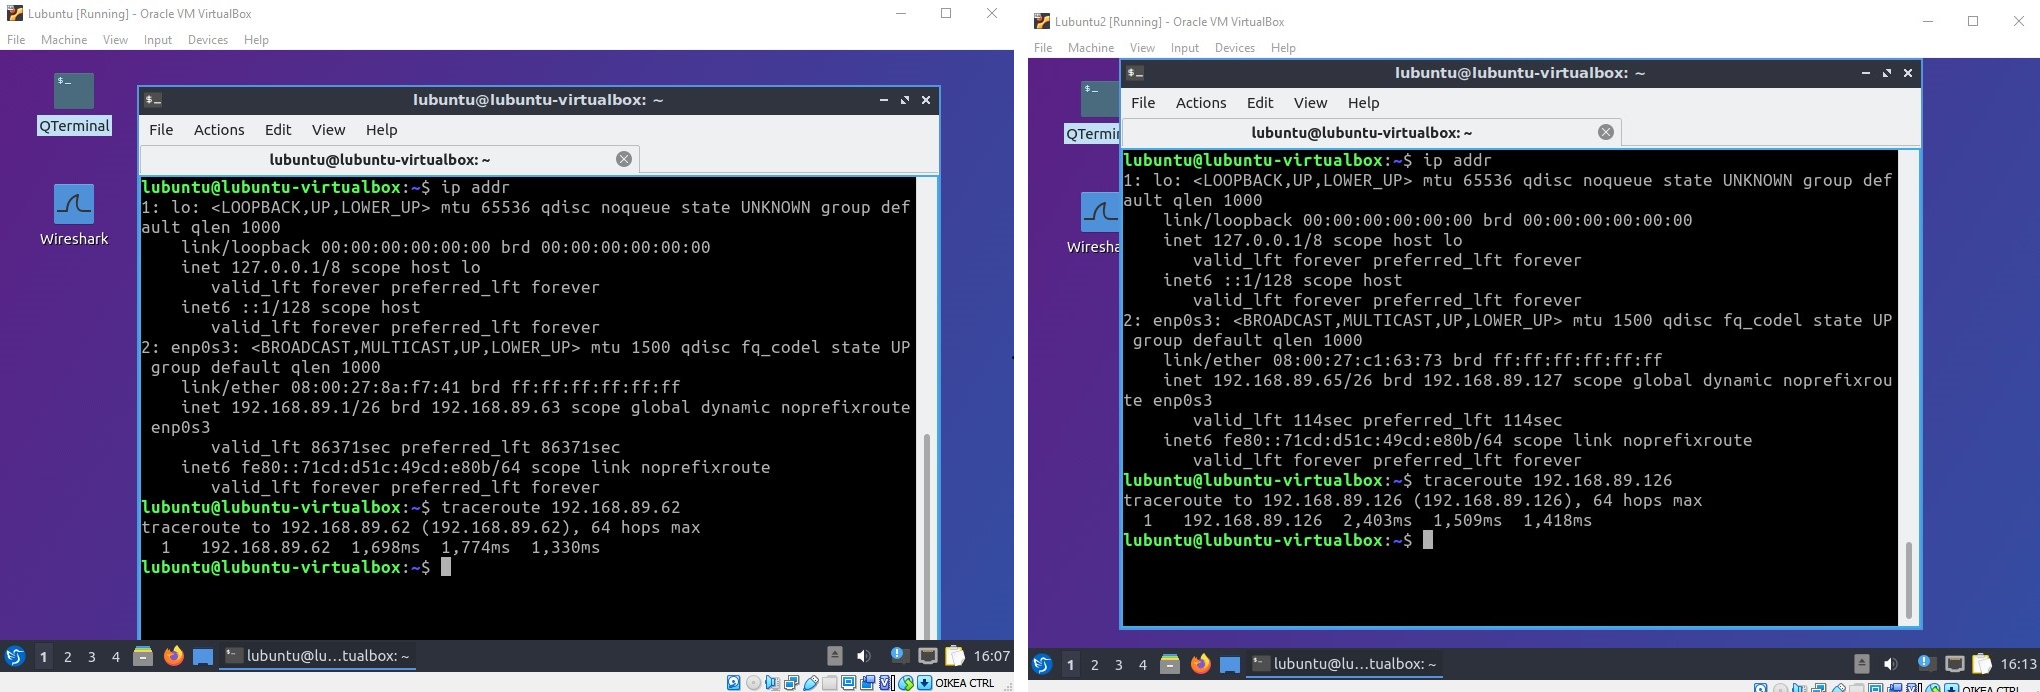 Lubuntu [Running] - Oracle VM VirtualBox
File Machine View Input Devices Help
QTerminal
Wireshark
lubuntu@lubuntu-virtualbox: ~
File Actions Edit View Help
lubuntu@lubuntu-virtualbox: ~
lubuntu@lubuntu-virtualbox:~$ ip addr
1: lo: <LOOPBACK,UP,LOWER_UP> mtu 65536 qdisc noqueue state UNKNOWN group def
ault qlen 1000
link/loopback 00:00:00:00:00:00 brd 00:00:00:00:00:00
inet 127.0.0.1/8 scope host lo
valid_lft forever preferred_lft forever
inet6 ::1/128 scope host
valid_lft forever preferred_lft forever
2: enp0s3: <BROADCAST,MULTICAST,UP,LOWER_UP> mtu 1500 qdisc fq_codel state UP
group default qlen 1000
link/ether 08:00:27:8a:f7:41 brd ff:ff:ff:ff:ff:ff
inet 192.168.89.1/26 brd 192.168.89.63 scope global dynamic noprefixroute
enp0s3
valid_lft 86371sec preferred_lft 86371sec
inet6 fe80::71cd:d51c:49cd:e80b/64 scope link noprefixroute
valid_lft forever preferred_lft forever
lubuntu@lubuntu-virtualbox:~$ traceroute 192.168.89.62
traceroute to 192.168.89.62 (192.168.89.62), 64 hops max
1 192.168.89.62 1,698ms 1,774ms 1,330ms
lubuntu@lubuntu-virtualbox:~$
1 2 3 4 lubuntu@lu...tualbox: ~ 16:07
OIKEA CTRL
Lubuntu2 [Running] - Oracle VM VirtualBox
File Machine View Input Devices Help
QTermin
Wiresha
lubuntu@lubuntu-virtualbox: ~
File Actions Edit View Help
lubuntu@lubuntu-virtualbox: ~
lubuntu@lubuntu-virtualbox:~$ ip addr
1: lo: <LOOPBACK,UP,LOWER_UP> mtu 65536 qdisc noqueue state UNKNOWN group def
ault qlen 1000
link/loopback 00:00:00:00:00:00 brd 00:00:00:00:00:00
inet 127.0.0.1/8 scope host lo
valid_lft forever preferred_lft forever
inet6 ::1/128 scope host
valid_lft forever preferred_lft forever
2: enp0s3: <BROADCAST,MULTICAST,UP,LOWER_UP> mtu 1500 qdisc fq_codel state UP
group default qlen 1000
link/ether 08:00:27:c1:63:73 brd ff:ff:ff:ff:ff:ff
inet 192.168.89.65/26 brd 192.168.89.127 scope global dynamic noprefixrou
te enp0s3
valid_lft 114sec preferred_lft 114sec
inet6 fe80::71cd:d51c:49cd:e80b/64 scope link noprefixroute
valid_lft forever preferred_lft forever
lubuntu@lubuntu-virtualbox:~$ traceroute 192.168.89.126
traceroute to 192.168.89.126 (192.168.89.126), 64 hops max
1 192.168.89.126 2,403ms 1,509ms 1,418ms
lubuntu@lubuntu-virtualbox:~$
1 2 3 4 lubuntu@lu...tualbox: ~ 16:13
OIKEA CTRL